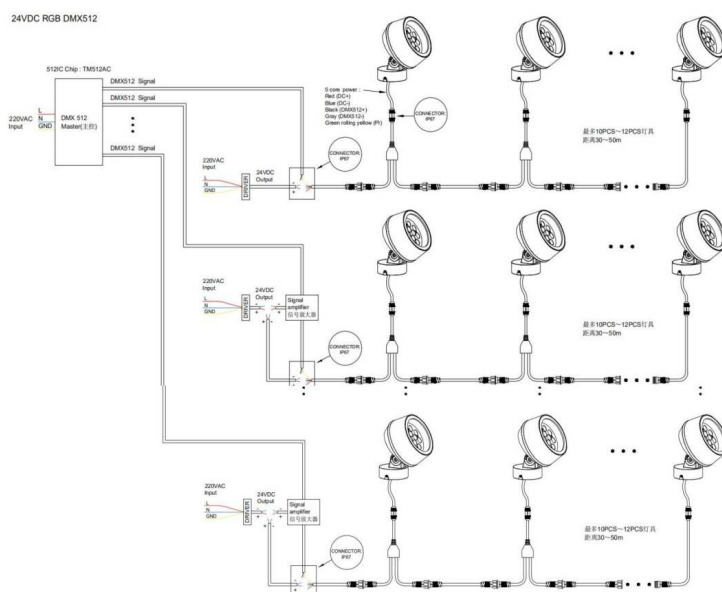 24VDC RGB DMX512
512IC Chip : TM512AC
DMX512 Signal
DMX512 Signal
DMX512 Signal
220VAC
Input
L
N
GND
DMX 512
Master(主控)
5 core power :
Red (DC+)
Blue (DC-)
Black (DMX512+)
Gray (DMX512-)
Green rolling yellow (PI)
CONNECTOR:
IP67
CONNECTOR:
IP67
220VAC
Input
L
N
GND
DRIVER
24VDC
Output
+
-
最多10PCS～12PCS灯具
距离30～50m
220VAC
Input
L
N
GND
DRIVER
24VDC
Output
Signal
amplifier
信号放大器
CONNECTOR:
IP67
最多10PCS～12PCS灯具
距离30～50m
220VAC
Input
L
N
GND
DRIVER
24VDC
Output
Signal
amplifier
信号放大器
CONNECTOR:
IP67
最多10PCS～12PCS灯具
距离30～50m